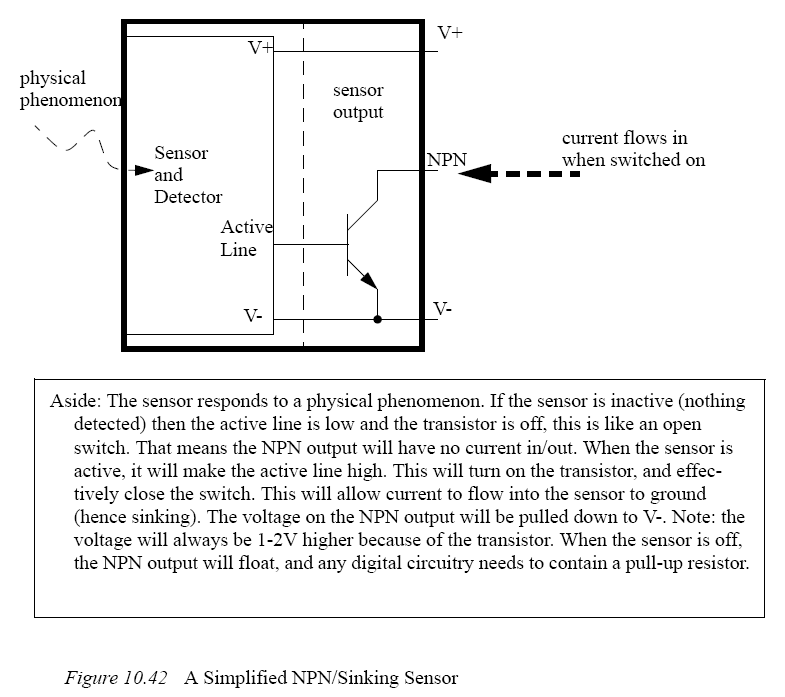 V+
V+
physical
phenomenon
sensor
output
current flows in
when switched on
NPN
Sensor
and
Detector
Active
Line
V-
V-
Aside: The sensor responds to a physical phenomenon. If the sensor is inactive (nothing
detected) then the active line is low and the transistor is off, this is like an open
switch. That means the NPN output will have no current in/out. When the sensor is
active, it will make the active line high. This will turn on the transistor, and effec-
tively close the switch. This will allow current to flow into the sensor to ground
(hence sinking). The voltage on the NPN output will be pulled down to V-. Note: the
voltage will always be 1-2V higher because of the transistor. When the sensor is off,
the NPN output will float, and any digital circuitry needs to contain a pull-up resistor.
Figure 10.42 A Simplified NPN/Sinking Sensor